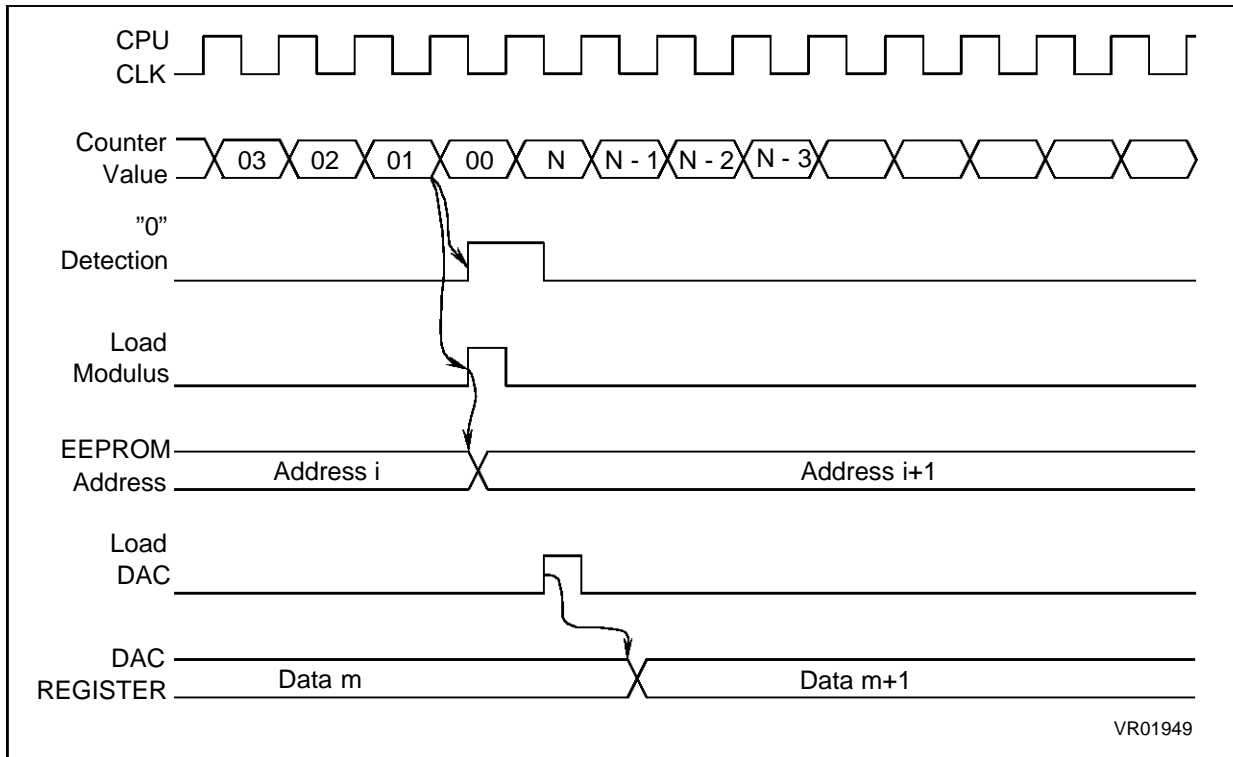 CPU
CLK
Counter
Value
03 02 01 00 N N - 1 N - 2 N - 3
”0”
Detection
Load
Modulus
EEPROM
Address
Address i Address i+1
Load
DAC
DAC
REGISTER
Data m Data m+1
VR01949